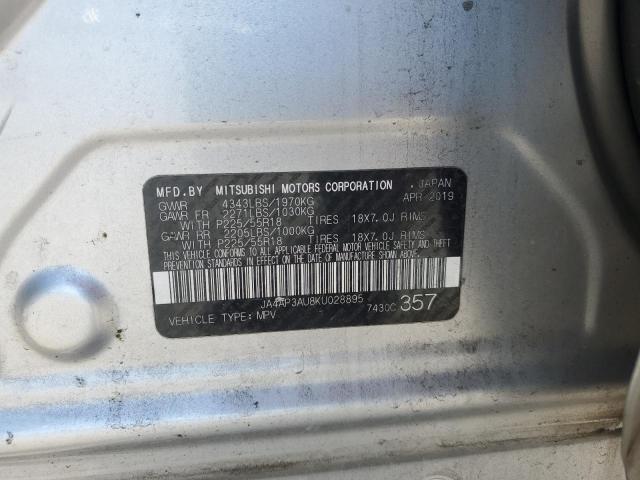 MFD.BY MITSUBISHI MOTORS CORPORATION . JAPAN
GVWR 4343LBS/1970KG APR 2019
GAWR FR 2271LBS/1030KG
WITH P225/55R18 TIRES 18X7.0J RIMS
GAWR RR 2205LBS/1000KG
WITH P225/55R18 TIRES 18X7.0J RIMS
THIS VEHICLE CONFORMS TO ALL APPLICABLE FEDERAL MOTOR VEHICLE SAFETY AND THEFT
PREVENTION STANDARDS IN EFFECT ON THE DATE OF MANUFACTURE SHOWN ABOVE.
JA4AP3AU8KU028895
VEHICLE TYPE: MPV 7430C 357